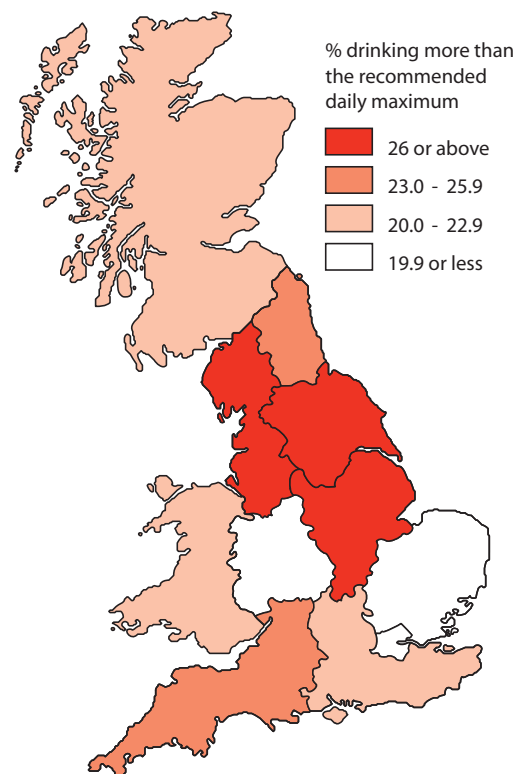 % drinking more than
the recommended
daily maximum
26 or above
23.0 - 25.9
20.0 - 22.9
19.9 or less